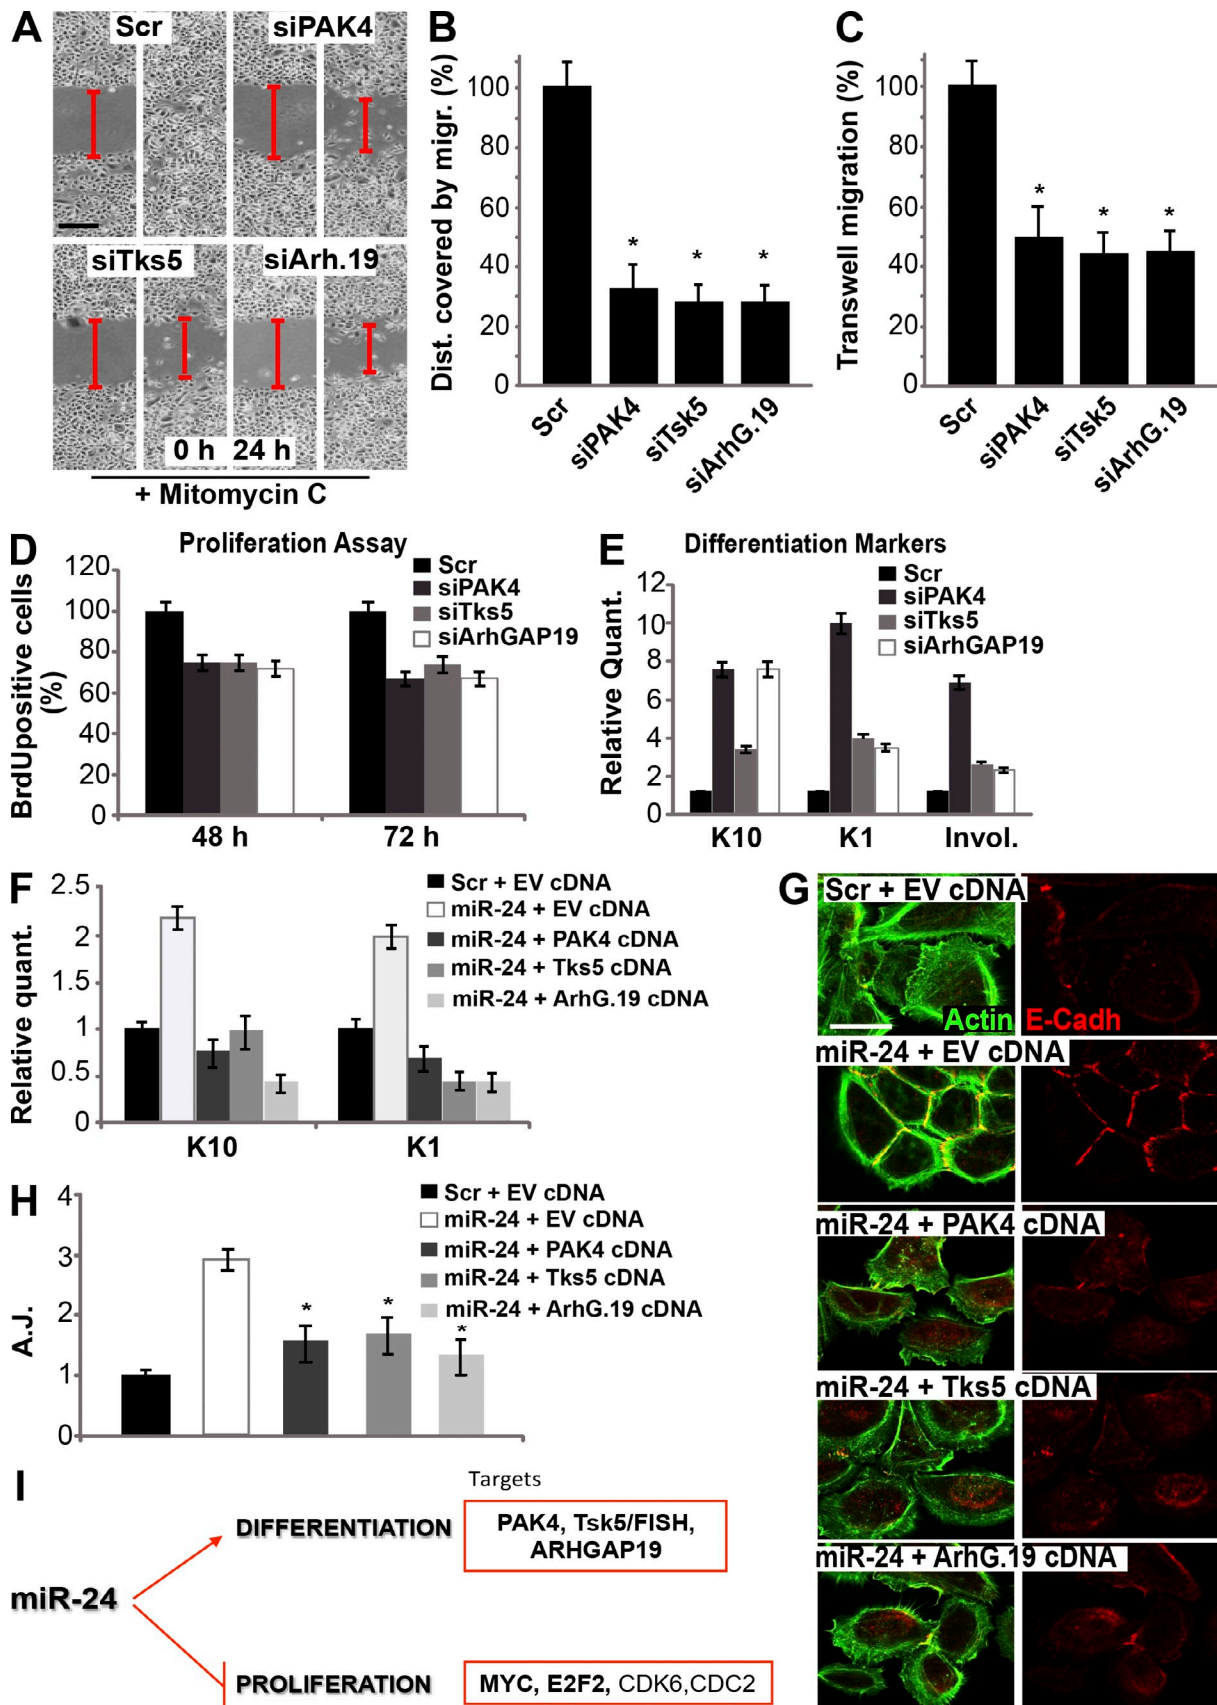 A
Scr
siPAK4
siTks5
siArh.19
0 h 24 h
+ Mitomycin C
B
Dist. covered by migr. (%)
100
80
60
40
20
0
*
*
*
Scr
siPAK4
siTsk5
siArhG.19
C
Transwell migration (%)
100
80
60
40
20
0
*
*
*
Scr
siPAK4
siTsk5
siArhG.19
D
Proliferation Assay
BrdUpositive cells
(%)
120
100
80
60
40
20
0
Scr
siPAK4
siTks5
siArhGAP19
48 h
72 h
E
Differentiation Markers
Relative Quant.
12
10
8
6
4
2
0
Scr
siPAK4
siTks5
siArhGAP19
K10
K1
Invol.
F
Relative quant.
2.5
2
1.5
1
0.5
0
Scr + EV cDNA
miR-24 + EV cDNA
miR-24 + PAK4 cDNA
miR-24 + Tks5 cDNA
miR-24 + ArhG.19 cDNA
K10
K1
G
Scr + EV cDNA
Actin
E-Cadh
miR-24 + EV cDNA
miR-24 + PAK4 cDNA
miR-24 + Tks5 cDNA
miR-24 + ArhG.19 cDNA
H
A.J.
4
3
2
1
0
Scr + EV cDNA
miR-24 + EV cDNA
miR-24 + PAK4 cDNA
miR-24 + Tks5 cDNA
miR-24 + ArhG.19 cDNA
*
*
*
I
Targets
miR-24
DIFFERENTIATION
PAK4, Tsk5/FISH,
ARHGAP19
PROLIFERATION
MYC, E2F2, CDK6,CDC2